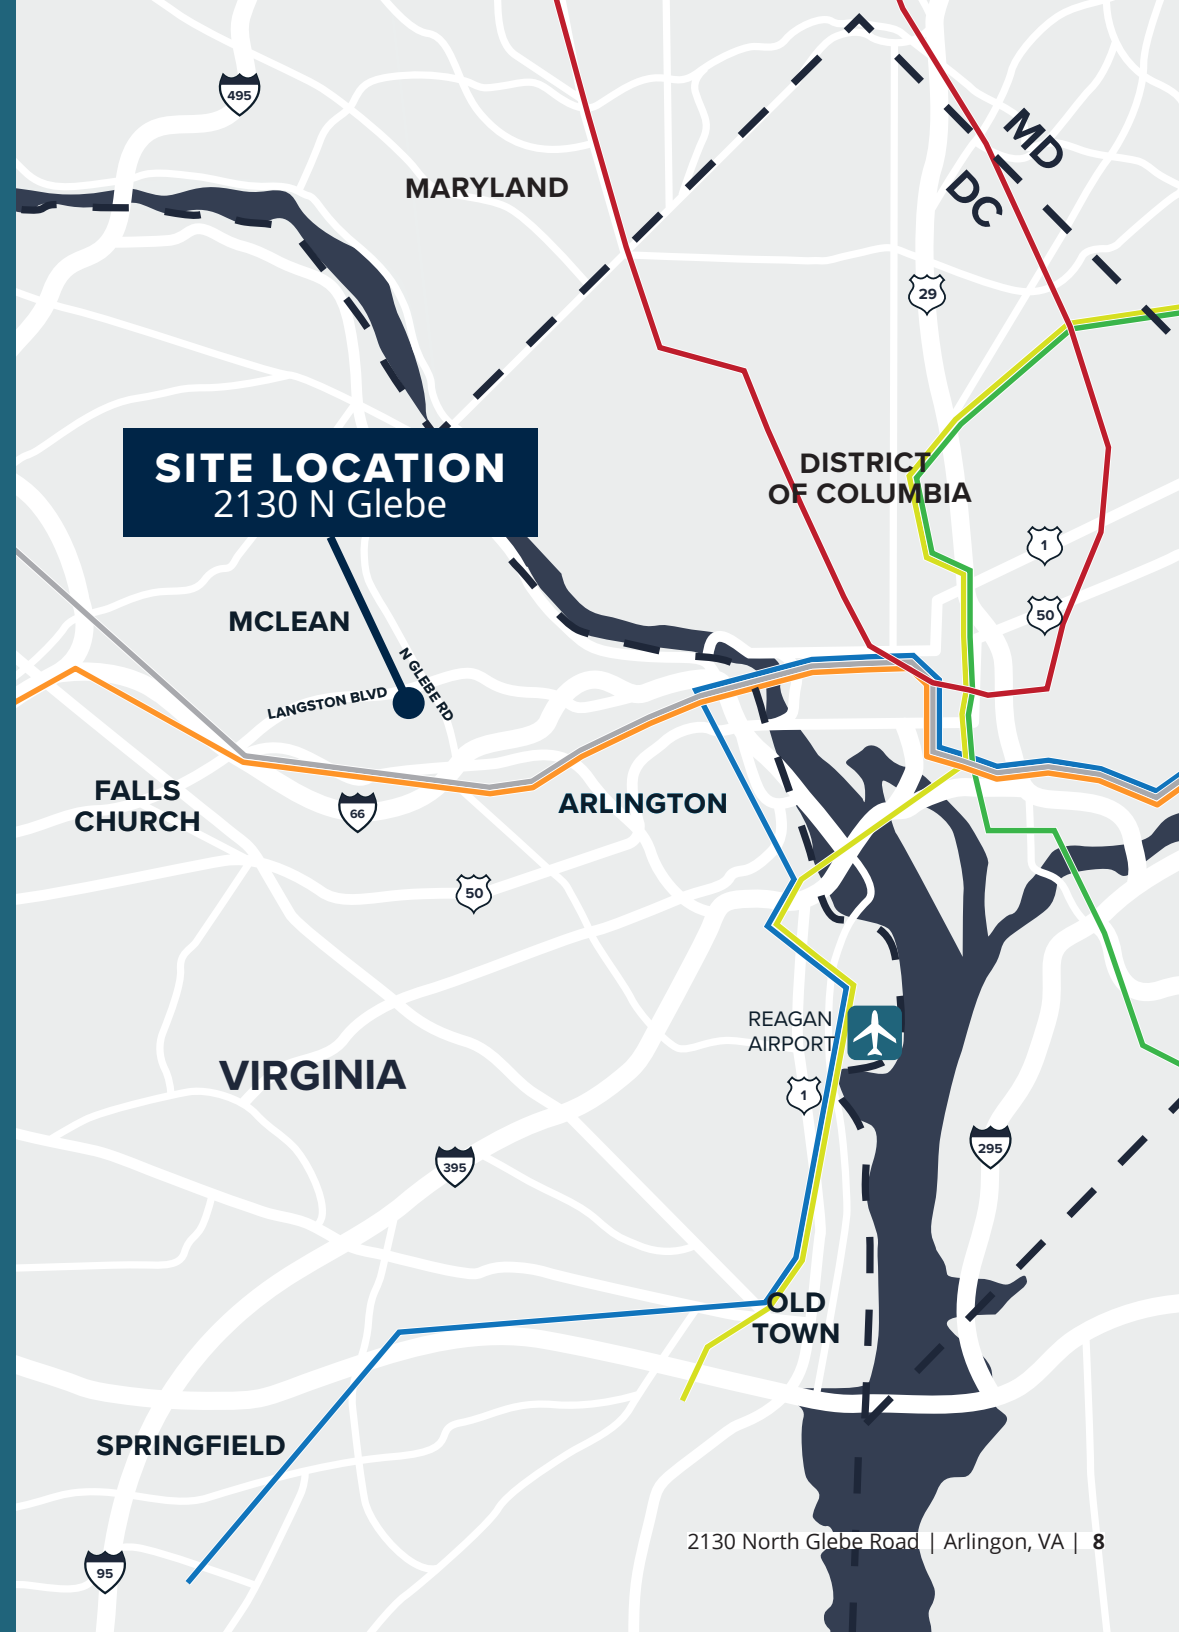 495
MARYLAND
MD
DC
29
SITE LOCATION
2130 N Glebe
DISTRICT
OF COLUMBIA
1
50
MCLEAN
N GLEBE RD
LANGSTON BLVD
FALLS
CHURCH
66
ARLINGTON
50
REAGAN
AIRPORT
VIRGINIA
1
395
295
OLD
TOWN
SPRINGFIELD
95
2130 North Glebe Road | Arlingon, VA | 8